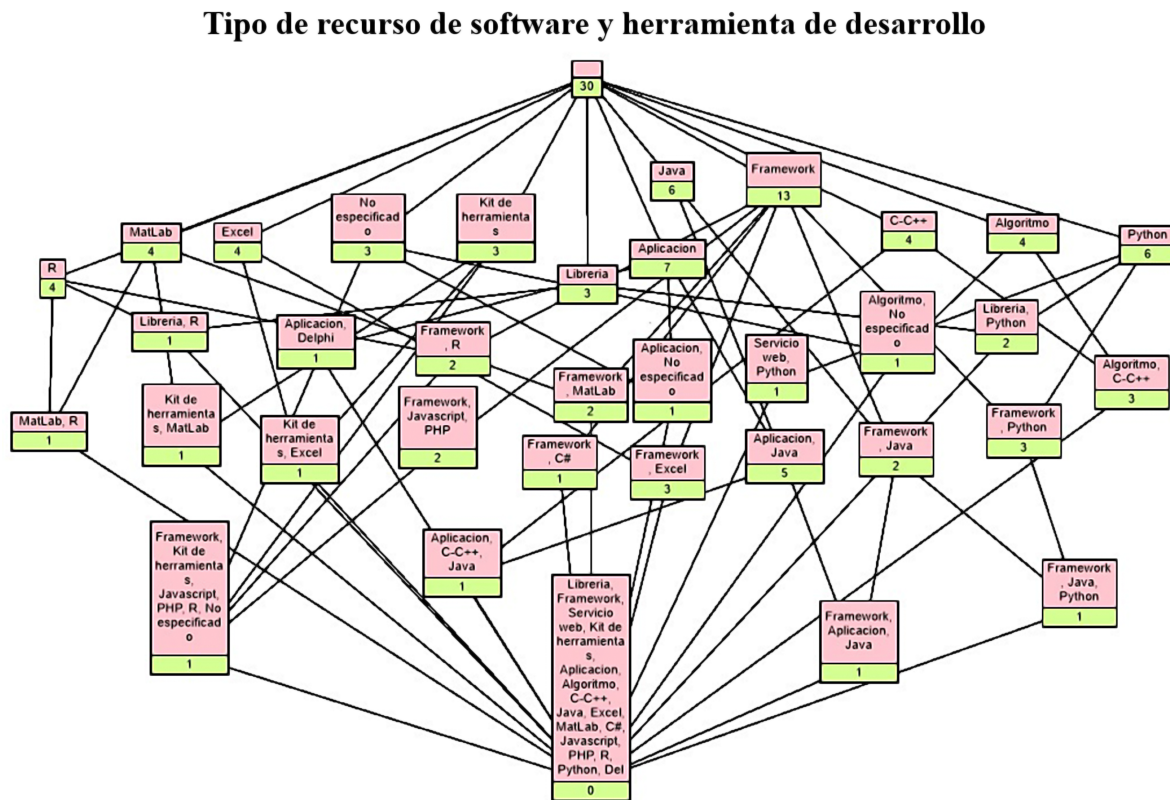 Tipo de recurso de software y herramienta de desarrollo
30
Java
6
Framework
13
No
especificad
o
3
Kit de
herramienta
s
3
MatLab
4
Excel
4
C-C++
4
Algoritmo
4
Python
6
Aplicacion
7
R
4
Libreria
3
Libreria, R
1
Aplicacion,
Delphi
1
Framework
, R
2
Algoritmo,
No
especificad
o
1
Libreria,
Python
2
Servicio
web,
Python
1
Aplicacion,
No
especificad
o
1
Framework
, MatLab
2
Algoritmo,
C-C++
3
MatLab, R
1
Kit de
herramienta
s, MatLab
1
Kit de
herramienta
s, Excel
1
Framework,
Javascript,
PHP
2
Framework
, C#
1
Framework
, Excel
3
Aplicacion,
Java
5
Framework
, Java
2
Framework
, Python
3
Framework,
Kit de
herramienta
s,
Javascript,
PHP, R, No
especificad
o
1
Aplicacion,
C-C++,
Java
1
Libreria,
Framework,
Servicio
web, Kit de
herramienta
s,
Aplicacion,
Algoritmo,
C-C++,
Java, Excel,
MatLab, C#,
Javascript,
PHP, R,
Python, Del
0
Framework,
Aplicacion,
Java
1
Framework
, Java,
Python
1